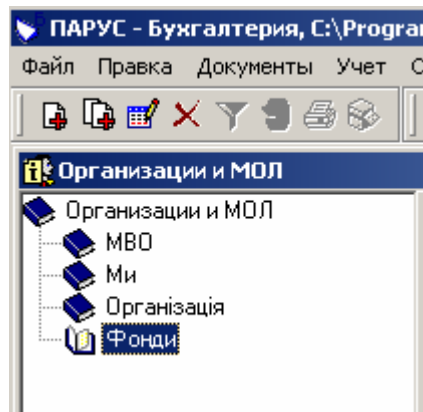 ПАРУС - Бухгалтерия, C:\Progra
Файл Правка Документы Учет
Организации и МОЛ
Организации и МОЛ
МВО
Ми
Організація
Фонди